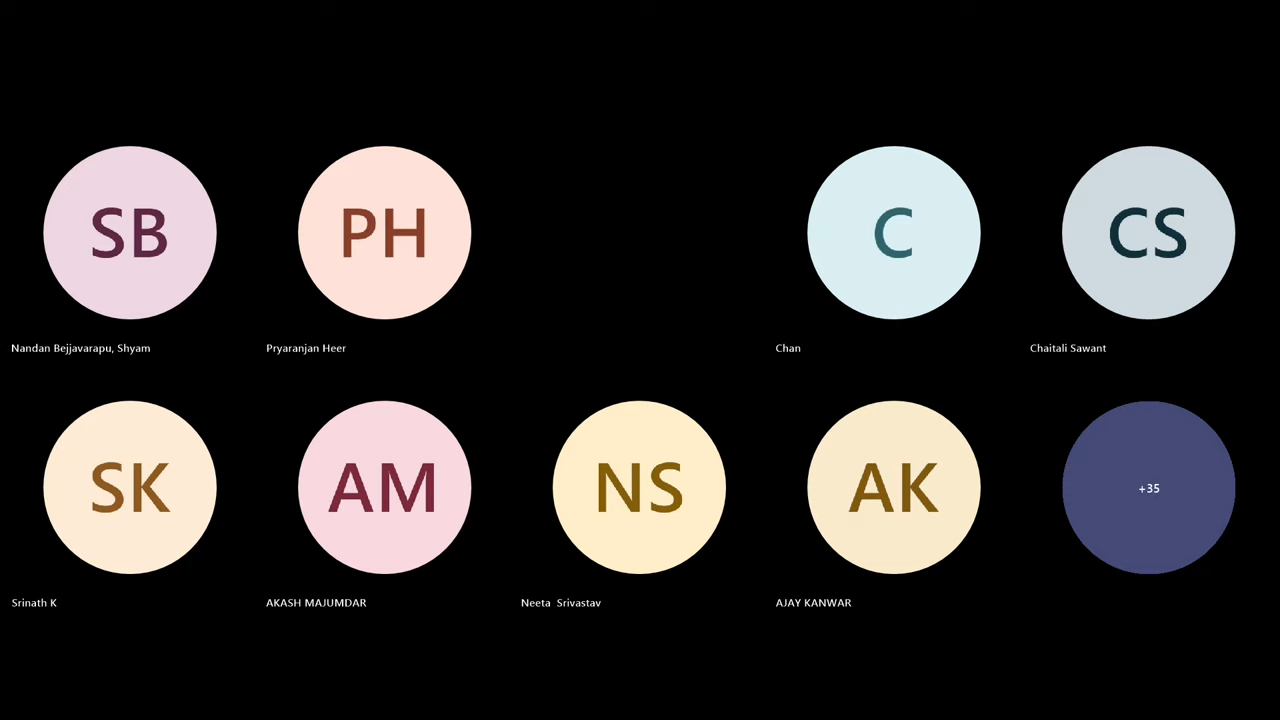 SB
PH
C
CS
Nandan Bejjavarapu, Shyam
Pryaranjan Heer
Chan
Chaitali Sawant
SK
AM
NS
AK
+35
Srinath K
AKASH MAJUMDAR
Neeta  Srivastav
AJAY KANWAR